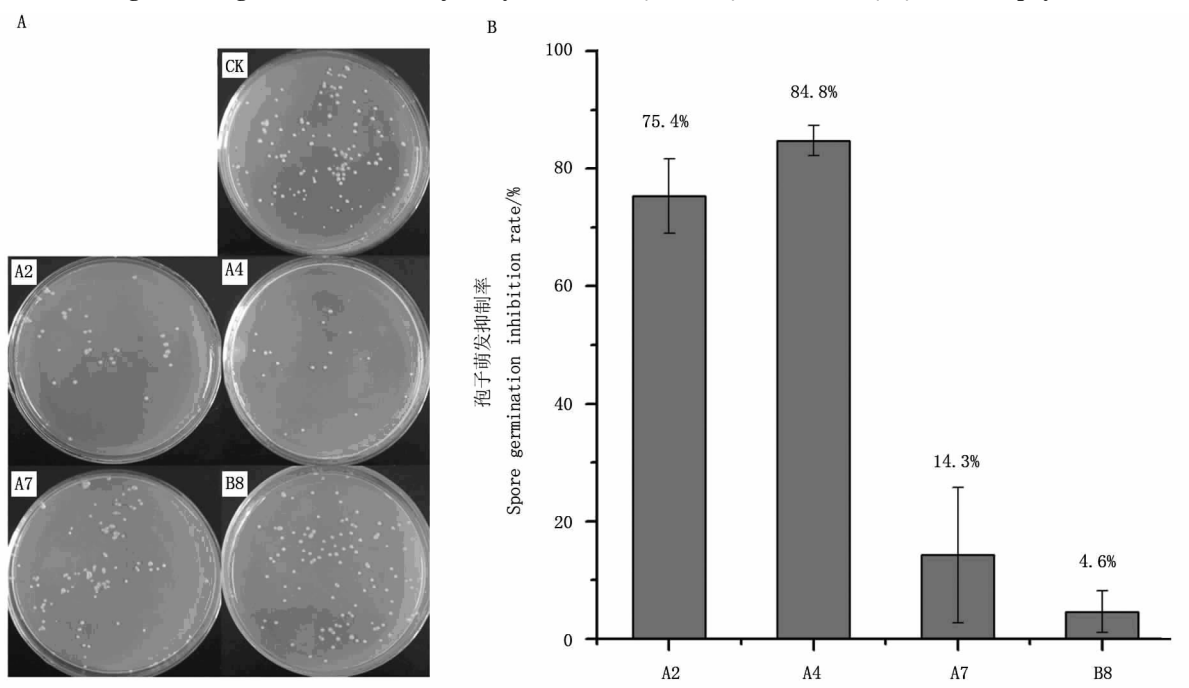 A
B
CK
A2
A4
A7
B8
孢子萌发抑制率
Spore germination inhibition rate/%
100
80
60
40
20
0
75.4%
84.8%
14.3%
4.6%
A2
A4
A7
B8